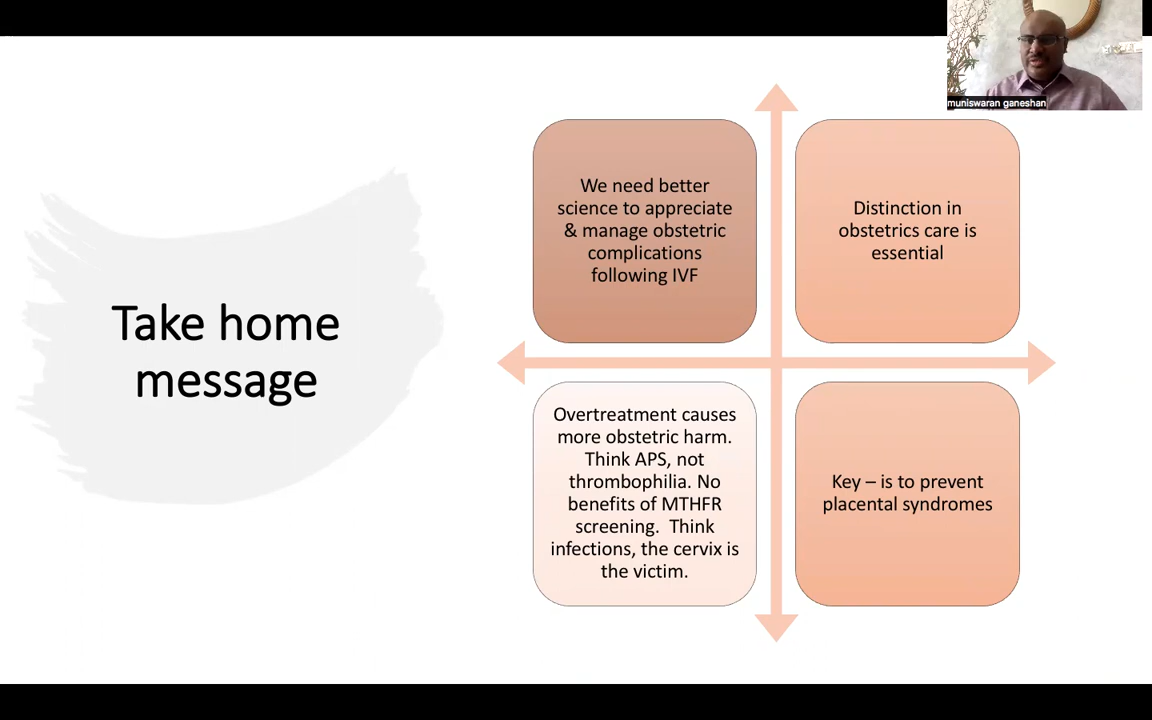 muniswaran ganeshan
Take home
message
We need better
science to appreciate
& manage obstetric
complications
following IVF
Distinction in
obstetrics care is
essential
Overtreatment causes
more obstetric harm.
Think APS, not
thrombophilia. No
benefits of MTHFR
screening.  Think
infections, the cervix is
the victim.
Key – is to prevent
placental syndromes